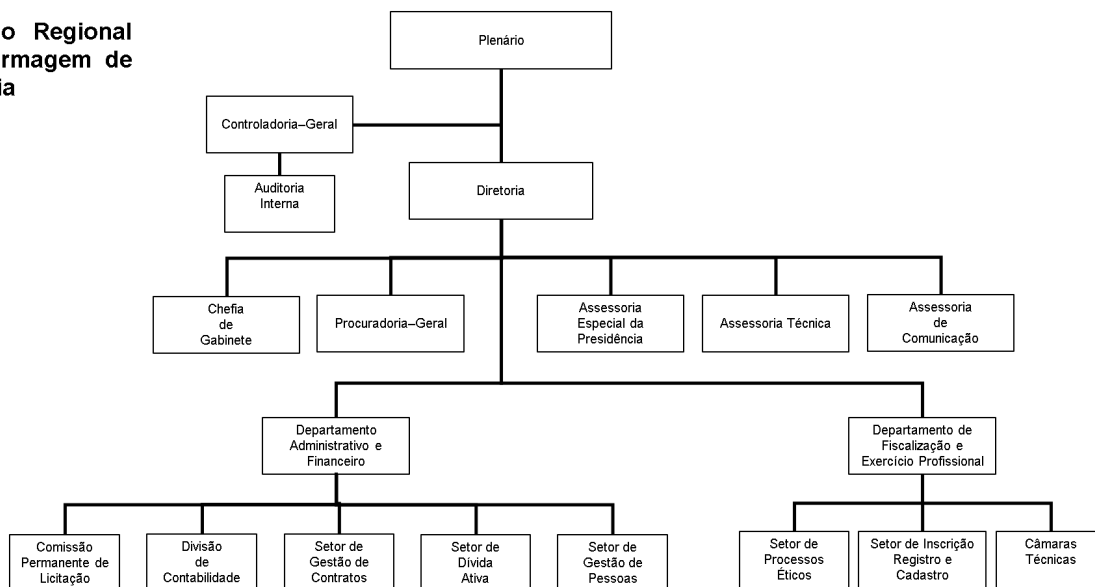 o Regional
rmagem de
ia
Plenário
Controladoria–Geral
Auditoria
Interna
Diretoria
Chefia
de
Gabinete
Procuradoria–Geral
Assessoria
Especial da
Presidência
Assessoria Técnica
Assessoria
de
Comunicação
Departamento
Administrativo e
Financeiro
Departamento de
Fiscalização e
Exercício Profissional
Comissão
Permanente de
Licitação
Divisão
de
Contabilidade
Setor de
Gestão de
Contratos
Setor de
Dívida
Ativa
Setor de
Gestão de
Pessoas
Setor de
Processos
Éticos
Setor de Inscrição
Registro e
Cadastro
Câmaras
Técnicas